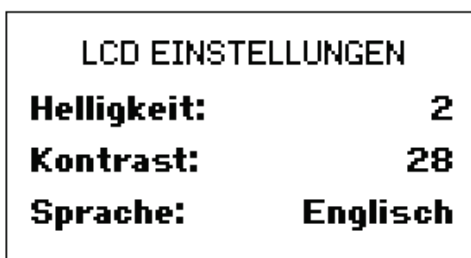 LCD EINSTELLUNGEN
Helligkeit: 2
Kontrast: 28
Sprache: Englisch